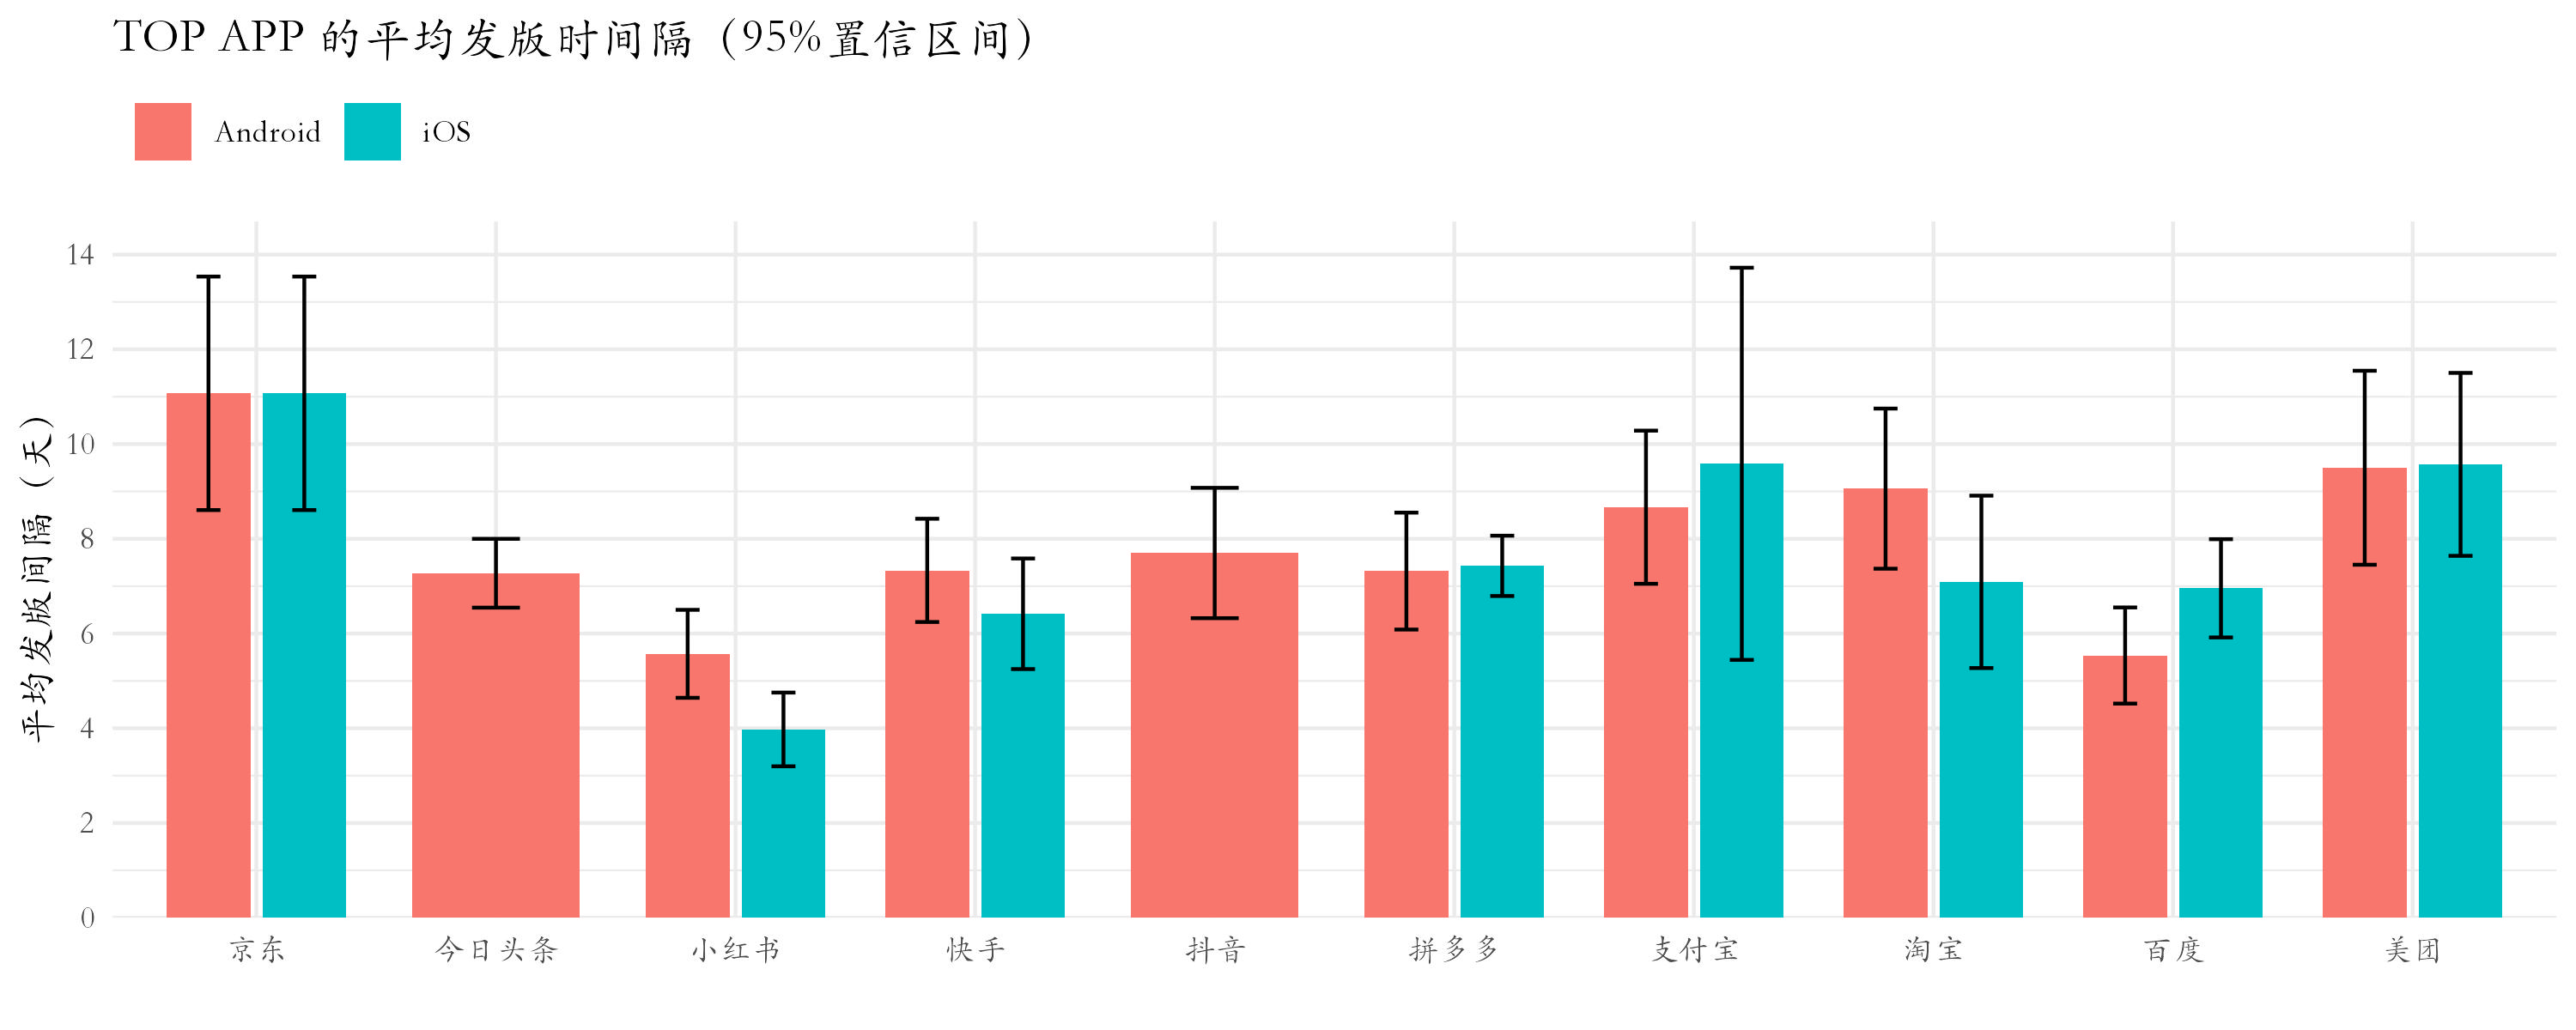 TOP APP 的平均发版时间隔（95%置信区间）
Android
iOS
平均发版间隔（天）
14
12
10
8
6
4
2
0
京东
今日头条
小红书
快手
抖音
拼多多
支付宝
淘宝
百度
美团